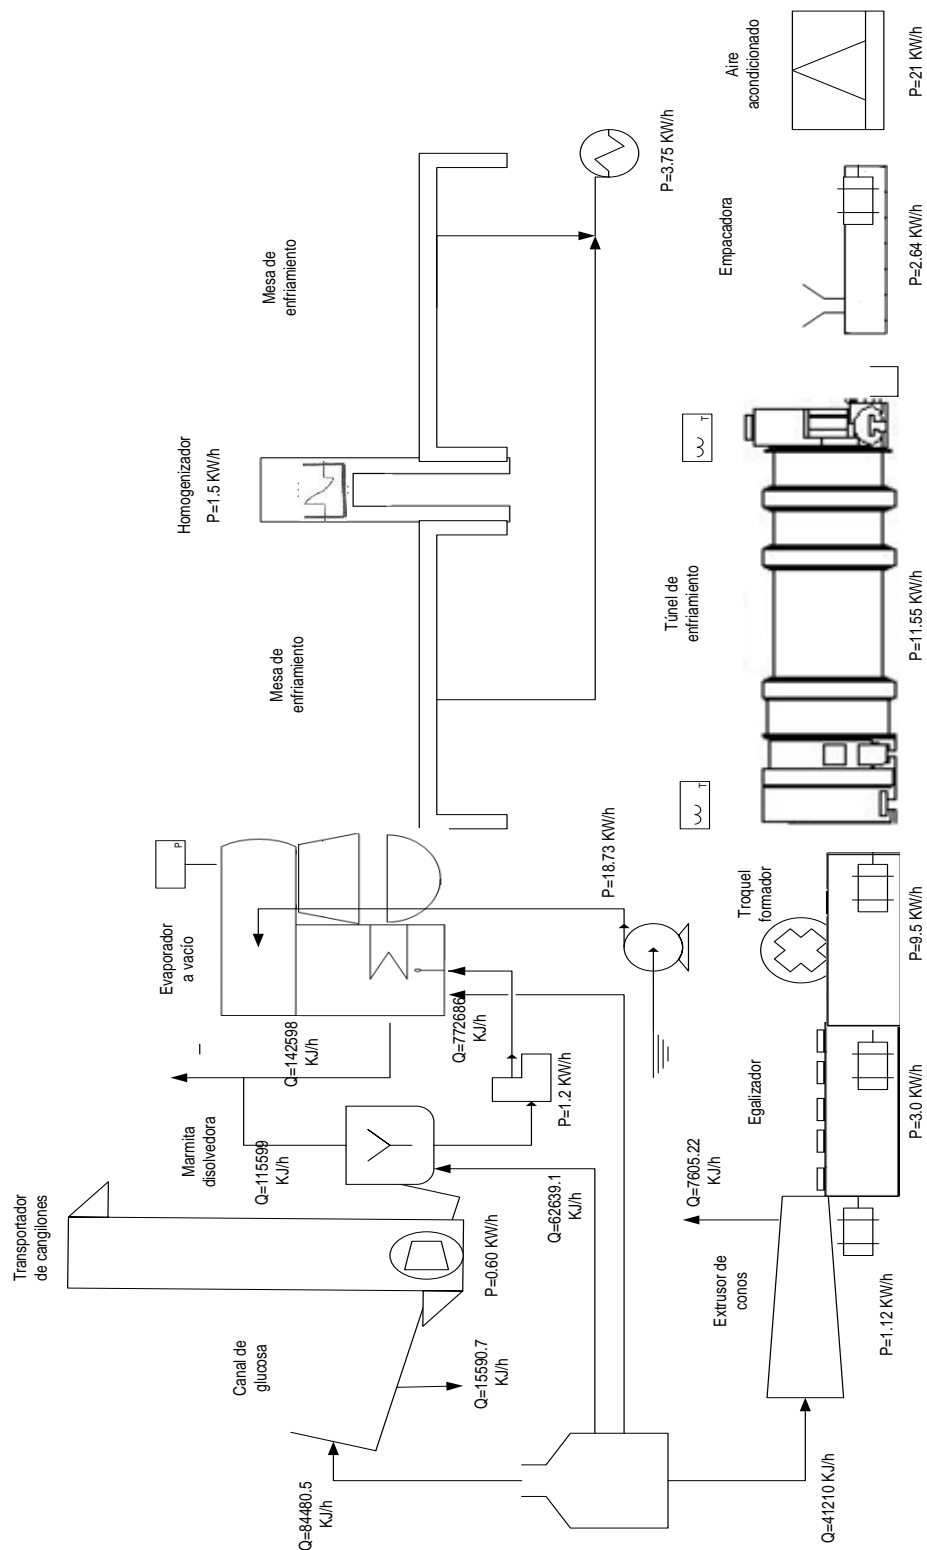 Transportador
de cangilones
Canal de
glucosa
Q=84480.5
KJ/h
Q=15590.7
KJ/h
P=0.60 KW/h
Marmita
disolvedora
Q=115599
KJ/h
Q=62639.1
KJ/h
P=1.2 KW/h
Evaporador
a vacío
P
Q=142598
KJ/h
Q=772686
KJ/h
P=18.73 KW/h
Mesa de
enfriamiento
Homogenizador
P=1.5 KW/h
Mesa de
enfriamiento
P=3.75 KW/h
Q=41210 KJ/h
Extrusor de
conos
Q=7605.22
KJ/h
P=1.12 KW/h
Egalizador
P=3.0 KW/h
Troquel
formador
P=9.5 KW/h
T
Túnel de
enfriamiento
T
P=11.55 KW/h
Empacadora
P=2.64 KW/h
Aire
acondicionado
P=21 KW/h